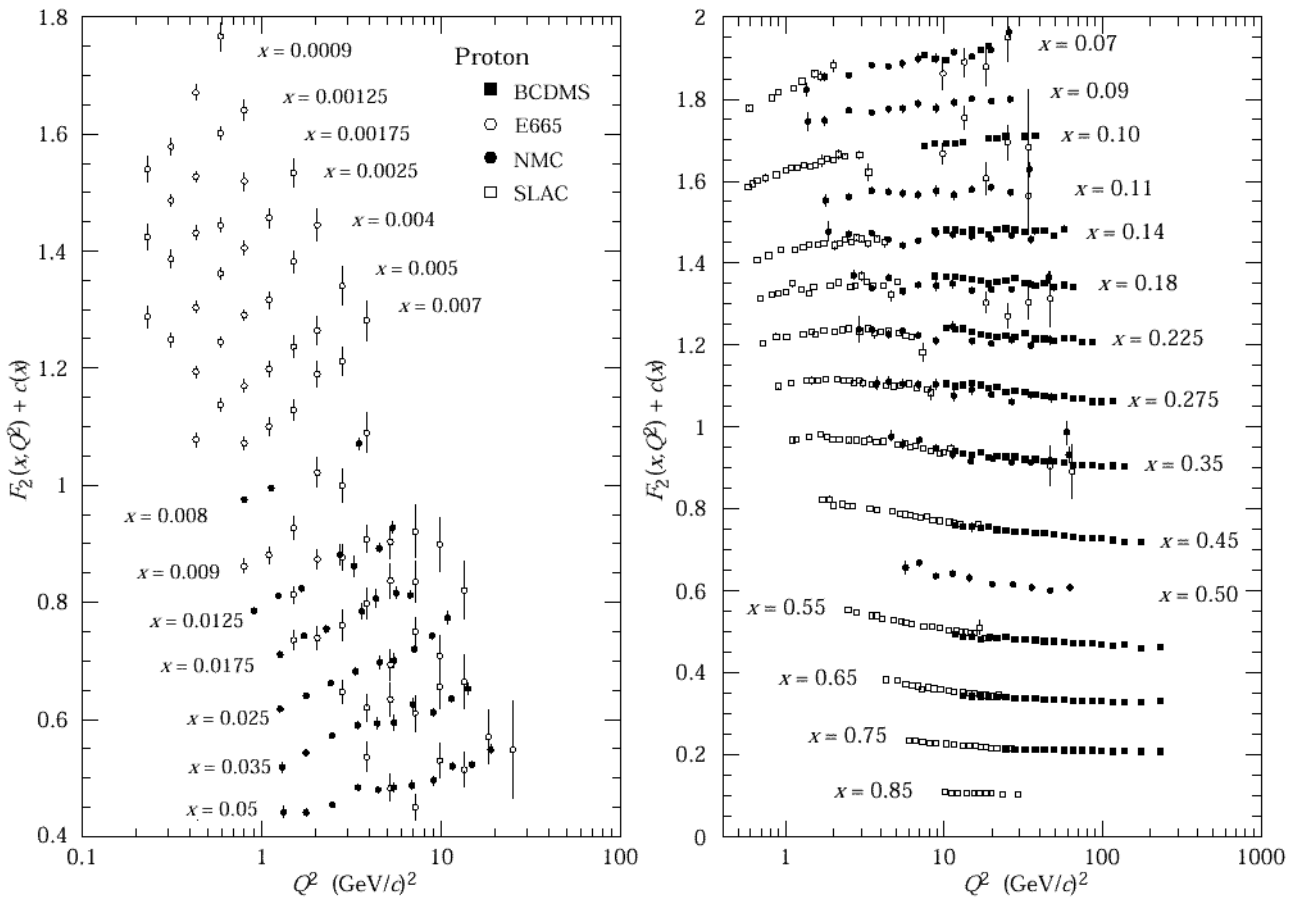 1.8
1.6
1.4
1.2
1
0.8
0.6
0.4
0.1
1
10
100
F2 (x,Q2) + c(x)
Q2 (GeV/c)2
Proton
BCDMS
E665
NMC
SLAC
x = 0.0009
x = 0.00125
x = 0.00175
x = 0.0025
x = 0.004
x = 0.005
x = 0.007
x = 0.008
x = 0.009
x = 0.0125
x = 0.0175
x = 0.025
x = 0.035
x = 0.05
2
1.8
1.6
1.4
1.2
1
0.8
0.6
0.4
0.2
0
1
10
100
1000
F2 (x,Q2) + c(x)
Q2 (GeV/c)2
x = 0.07
x = 0.09
x = 0.10
x = 0.11
x = 0.14
x = 0.18
x = 0.225
x = 0.275
x = 0.35
x = 0.45
x = 0.50
x = 0.55
x = 0.65
x = 0.75
x = 0.85